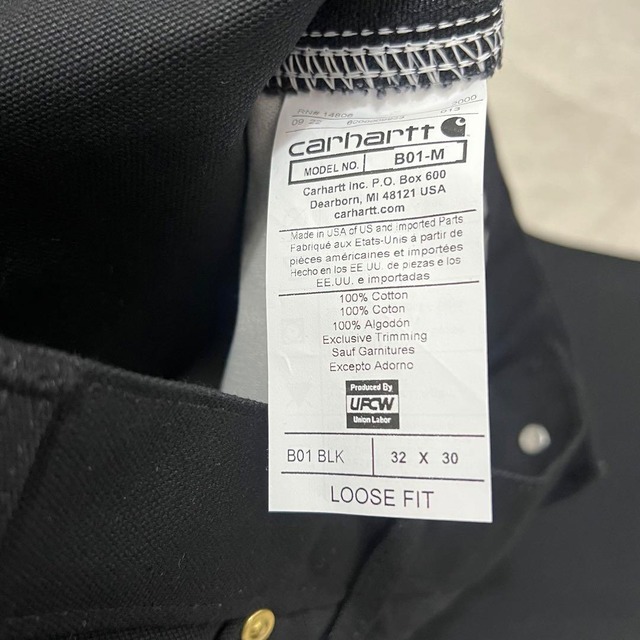 RN# 14806
09 22
013
carhartt
MODEL NO. B01-M
Carhartt Inc. P.O. Box 600
Dearborn, MI 48121 USA
carhartt.com
Made in USA of US and Imported Parts
Fabriqué aux Etats-Unis à partir de
pièces américaines et importées
Hecho en los EE.UU. de piezas de los
EE.UU. e importadas
100% Cotton
100% Coton
100% Algodón
Exclusive Trimming
Sauf Garnitures
Excepto Adorno
Produced By
UFCW
Union Labor
B01 BLK 32 X 30
LOOSE FIT